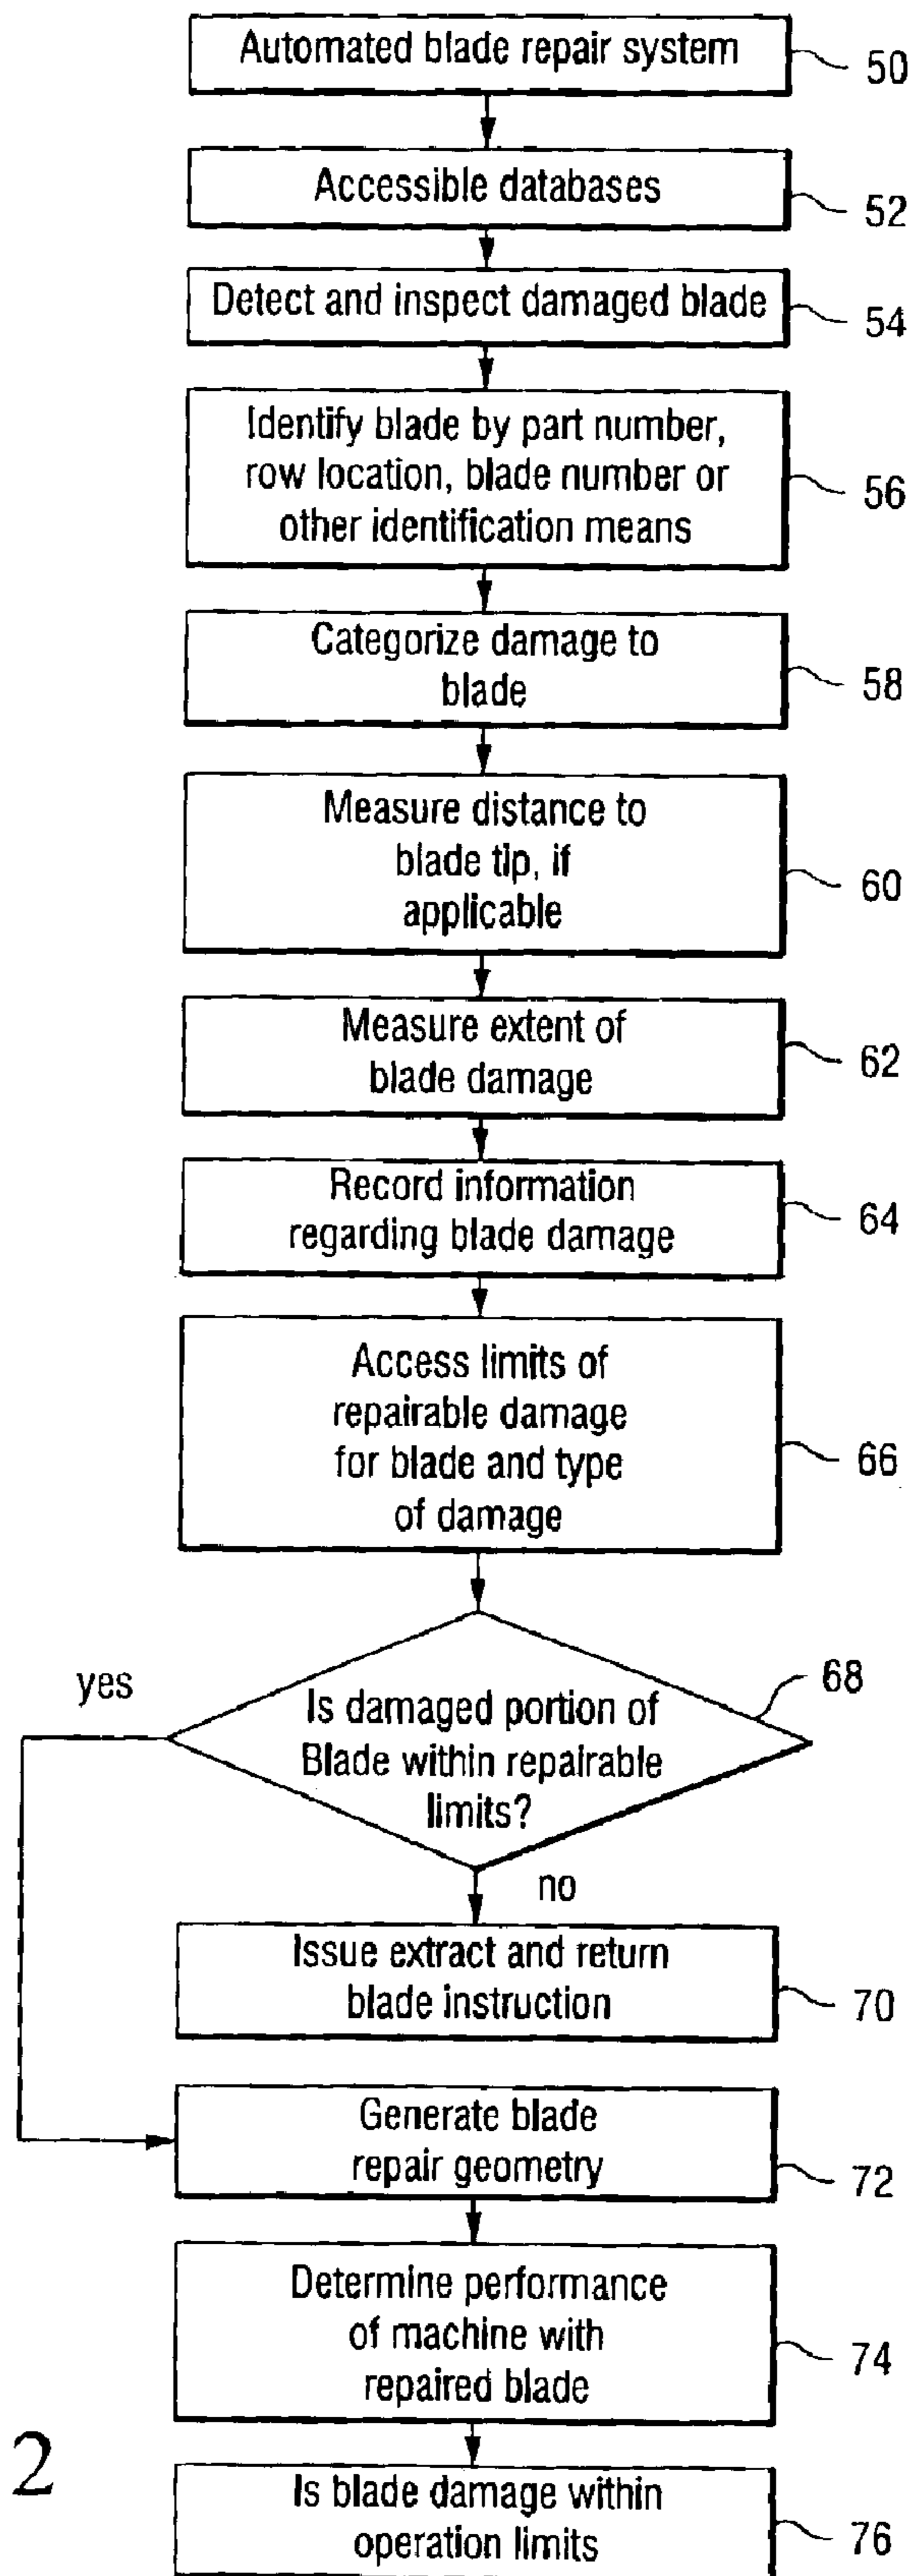 Automated blade repair system
50
Accessible databases
52
Detect and inspect damaged blade
54
Identify blade by part number,
row location, blade number or
other identification means
56
Categorize damage to
blade
58
Measure distance to
blade tip, if
applicable
60
Measure extent of
blade damage
62
Record information
regarding blade damage
64
Access limits of
repairable damage
for blade and type
of damage
66
yes
68
Is damaged portion of
Blade within repairable
limits?
no
Issue extract and return
blade instruction
70
Generate blade
repair geometry
72
Determine performance
of machine with
repaired blade
74
2
Is blade damage within
operation limits
76